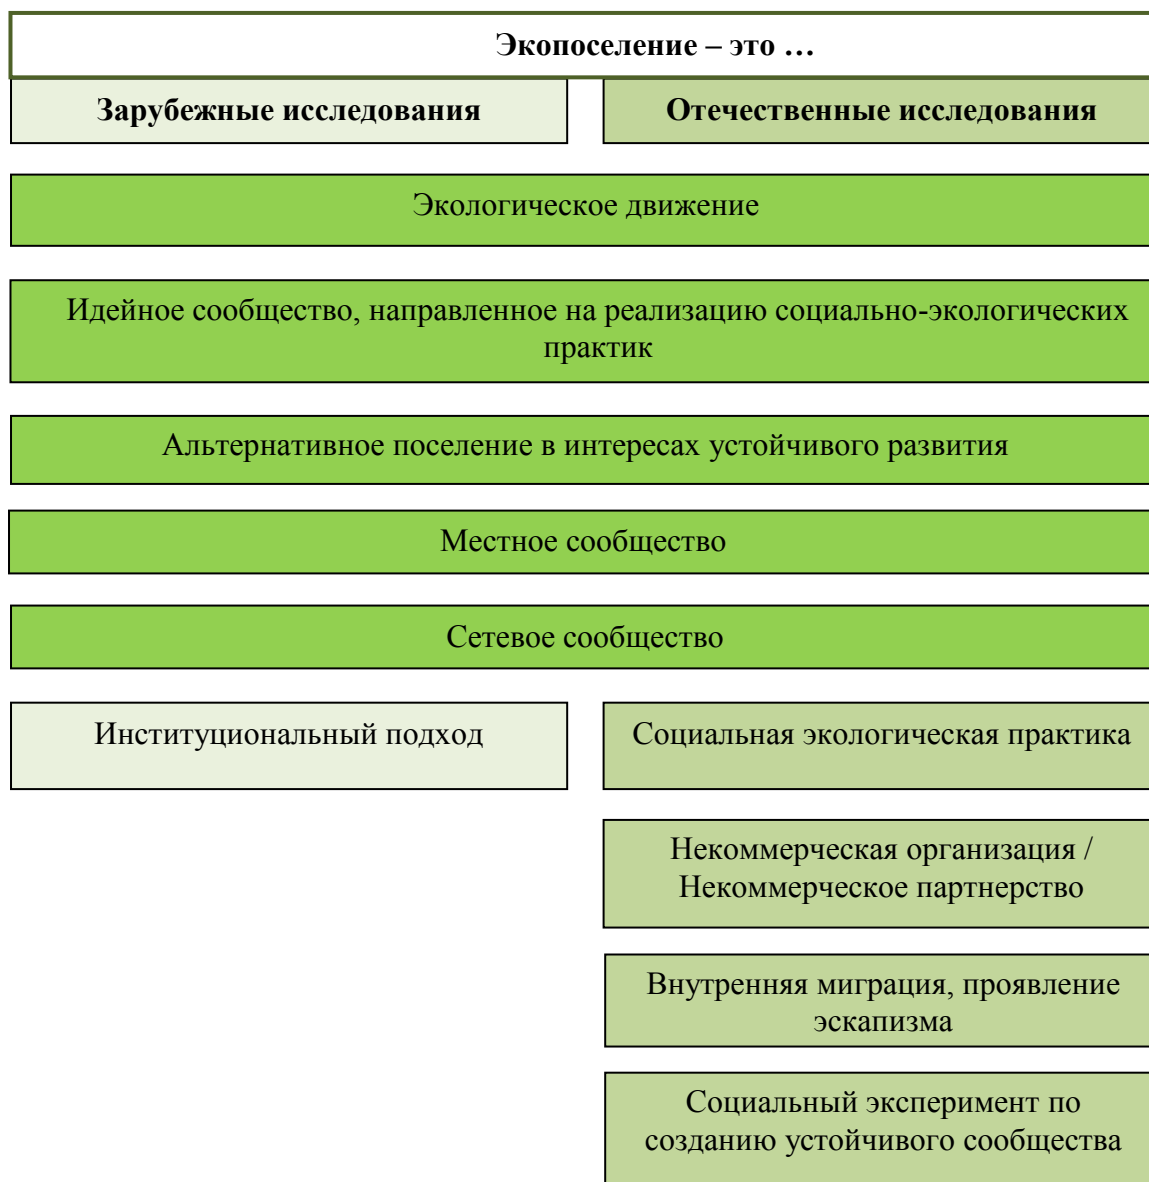 Экопоселение – это …
Зарубежные исследования
Отечественные исследования
Экологическое движение
Идейное сообщество, направленное на реализацию социально-экологических
практик
Альтернативное поселение в интересах устойчивого развития
Местное сообщество
Сетевое сообщество
Институциональный подход
Социальная экологическая практика
Некоммерческая организация /
Некоммерческое партнерство
Внутренняя миграция, проявление
эскапизма
Социальный эксперимент по
созданию устойчивого сообщества